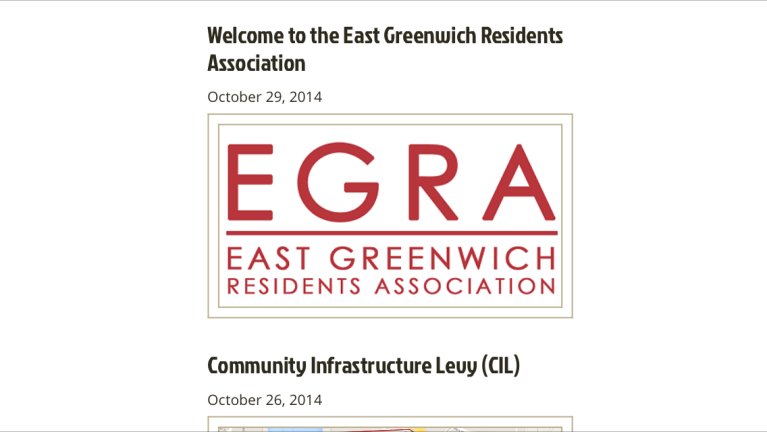 Welcome to the East Greenwich Residents
Association
October 29, 2014
EGRA
EAST GREENWICH
RESIDENTS ASSOCIATION
Community Infrastructure Levy (CIL)
October 26, 2014